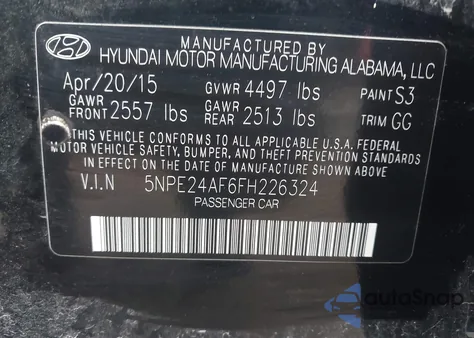 MANUFACTURED BY
HYUNDAI MOTOR MANUFACTURING ALABAMA, LLC
Apr/20/15 GVWR 4497 lbs PAINT S3
GAWR FRONT 2557 lbs GAWR REAR 2513 lbs TRIM GG
THIS VEHICLE CONFORMS TO ALL APPLICABLE U.S.A. FEDERAL
MOTOR VEHICLE SAFETY, BUMPER, AND THEFT PREVENTION STANDARDS
IN EFFECT ON THE DATE OF MANUFACTURE SHOWN ABOVE.
V.I.N 5NPE24AF6FH226324
PASSENGER CAR
autoSnap